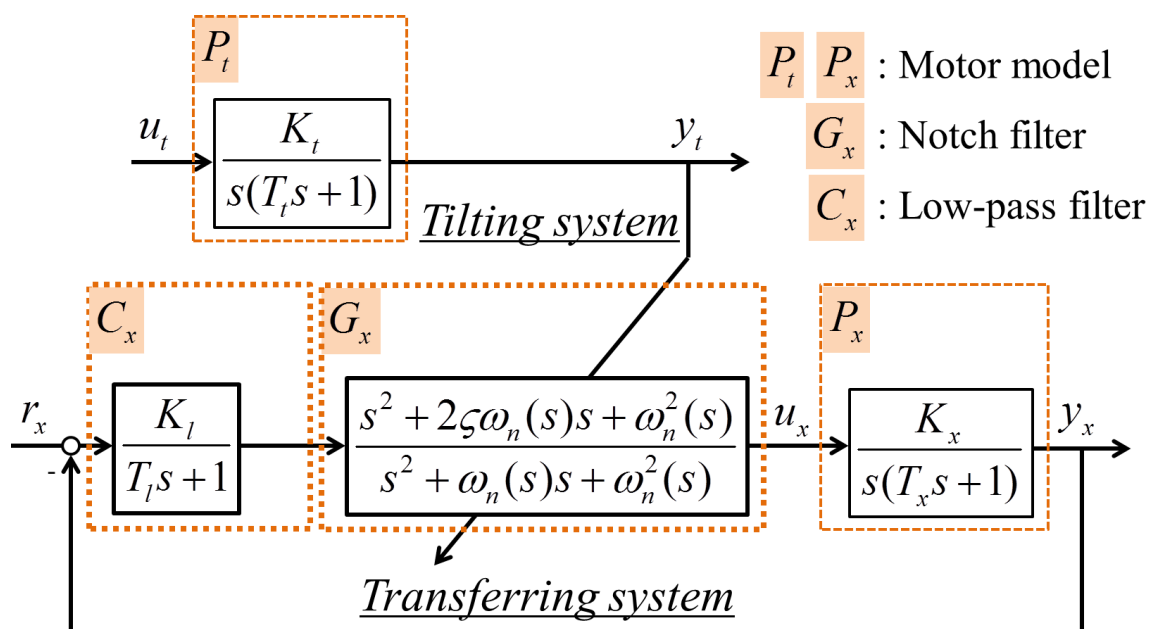 P_t
P_t P_x : Motor model
G_x : Notch filter
C_x : Low-pass filter
u_t
K_t
s(T_t s + 1)
y_t
Tilting system
C_x
G_x
P_x
r_x
-
K_l
T_l s + 1
s^2 + 2ςω_n(s)s + ω_n^2(s)
s^2 + ω_n(s)s + ω_n^2(s)
u_x
K_x
s(T_x s + 1)
y_x
Transferring system